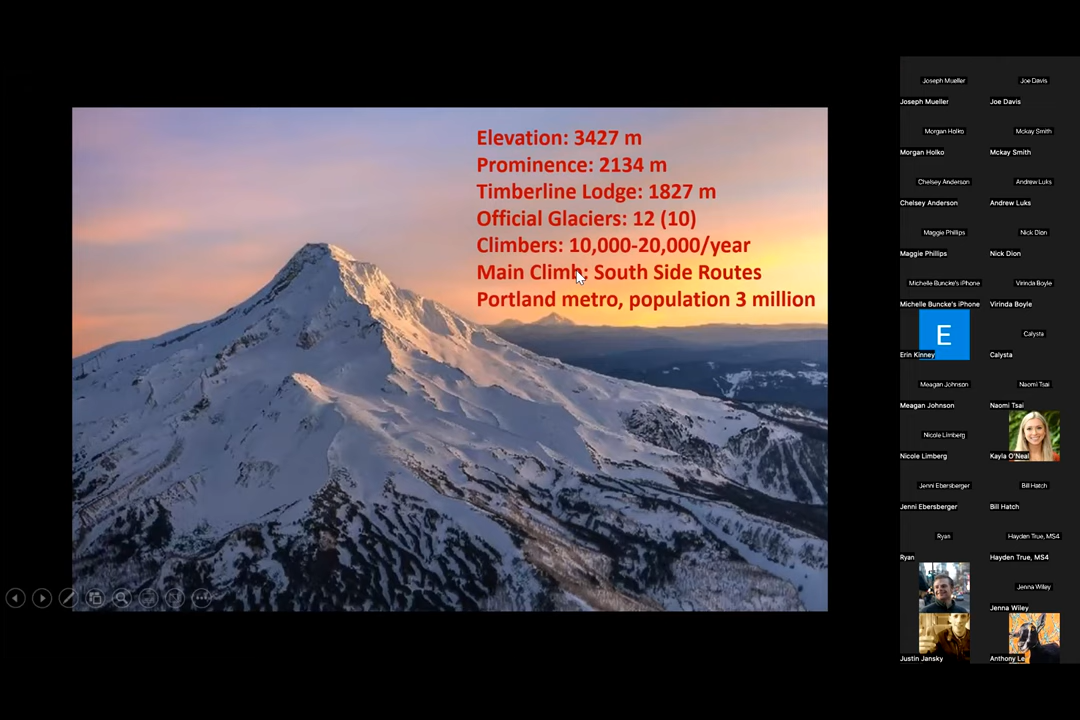 Elevation: 3427 m
Prominence: 2134 m
Timberline Lodge: 1827 m
Official Glaciers: 12 (10)
Climbers: 10,000-20,000/year
Main Climb: South Side Routes
Portland metro, population 3 million
Joseph Mueller
Joe Davis
Joseph Mueller
Joe Davis
Morgan Holko
Mckay Smith
Morgan Holko
Mckay Smith
Chelsey Anderson
Andrew Luks
Chelsey Anderson
Andrew Luks
Maggie Phillips
Nick Dion
Maggie Phillips
Nick Dion
Michelle Buncke's iPhone
Virinda Boyle
Michelle Buncke's iPhone
Virinda Boyle
E
Calysta
Erin Kinney
Calysta
Meagan Johnson
Naomi Tsai
Meagan Johnson
Naomi Tsai
Nicole Limberg
Nicole Limberg
Kayla O'Neal
Jenni Ebersberger
Bill Hatch
Jenni Ebersberger
Bill Hatch
Ryan
Hayden True, MS4
Ryan
Hayden True, MS4
Jenna Wiley
Jenna Wiley
Justin Jansky
Anthony Le